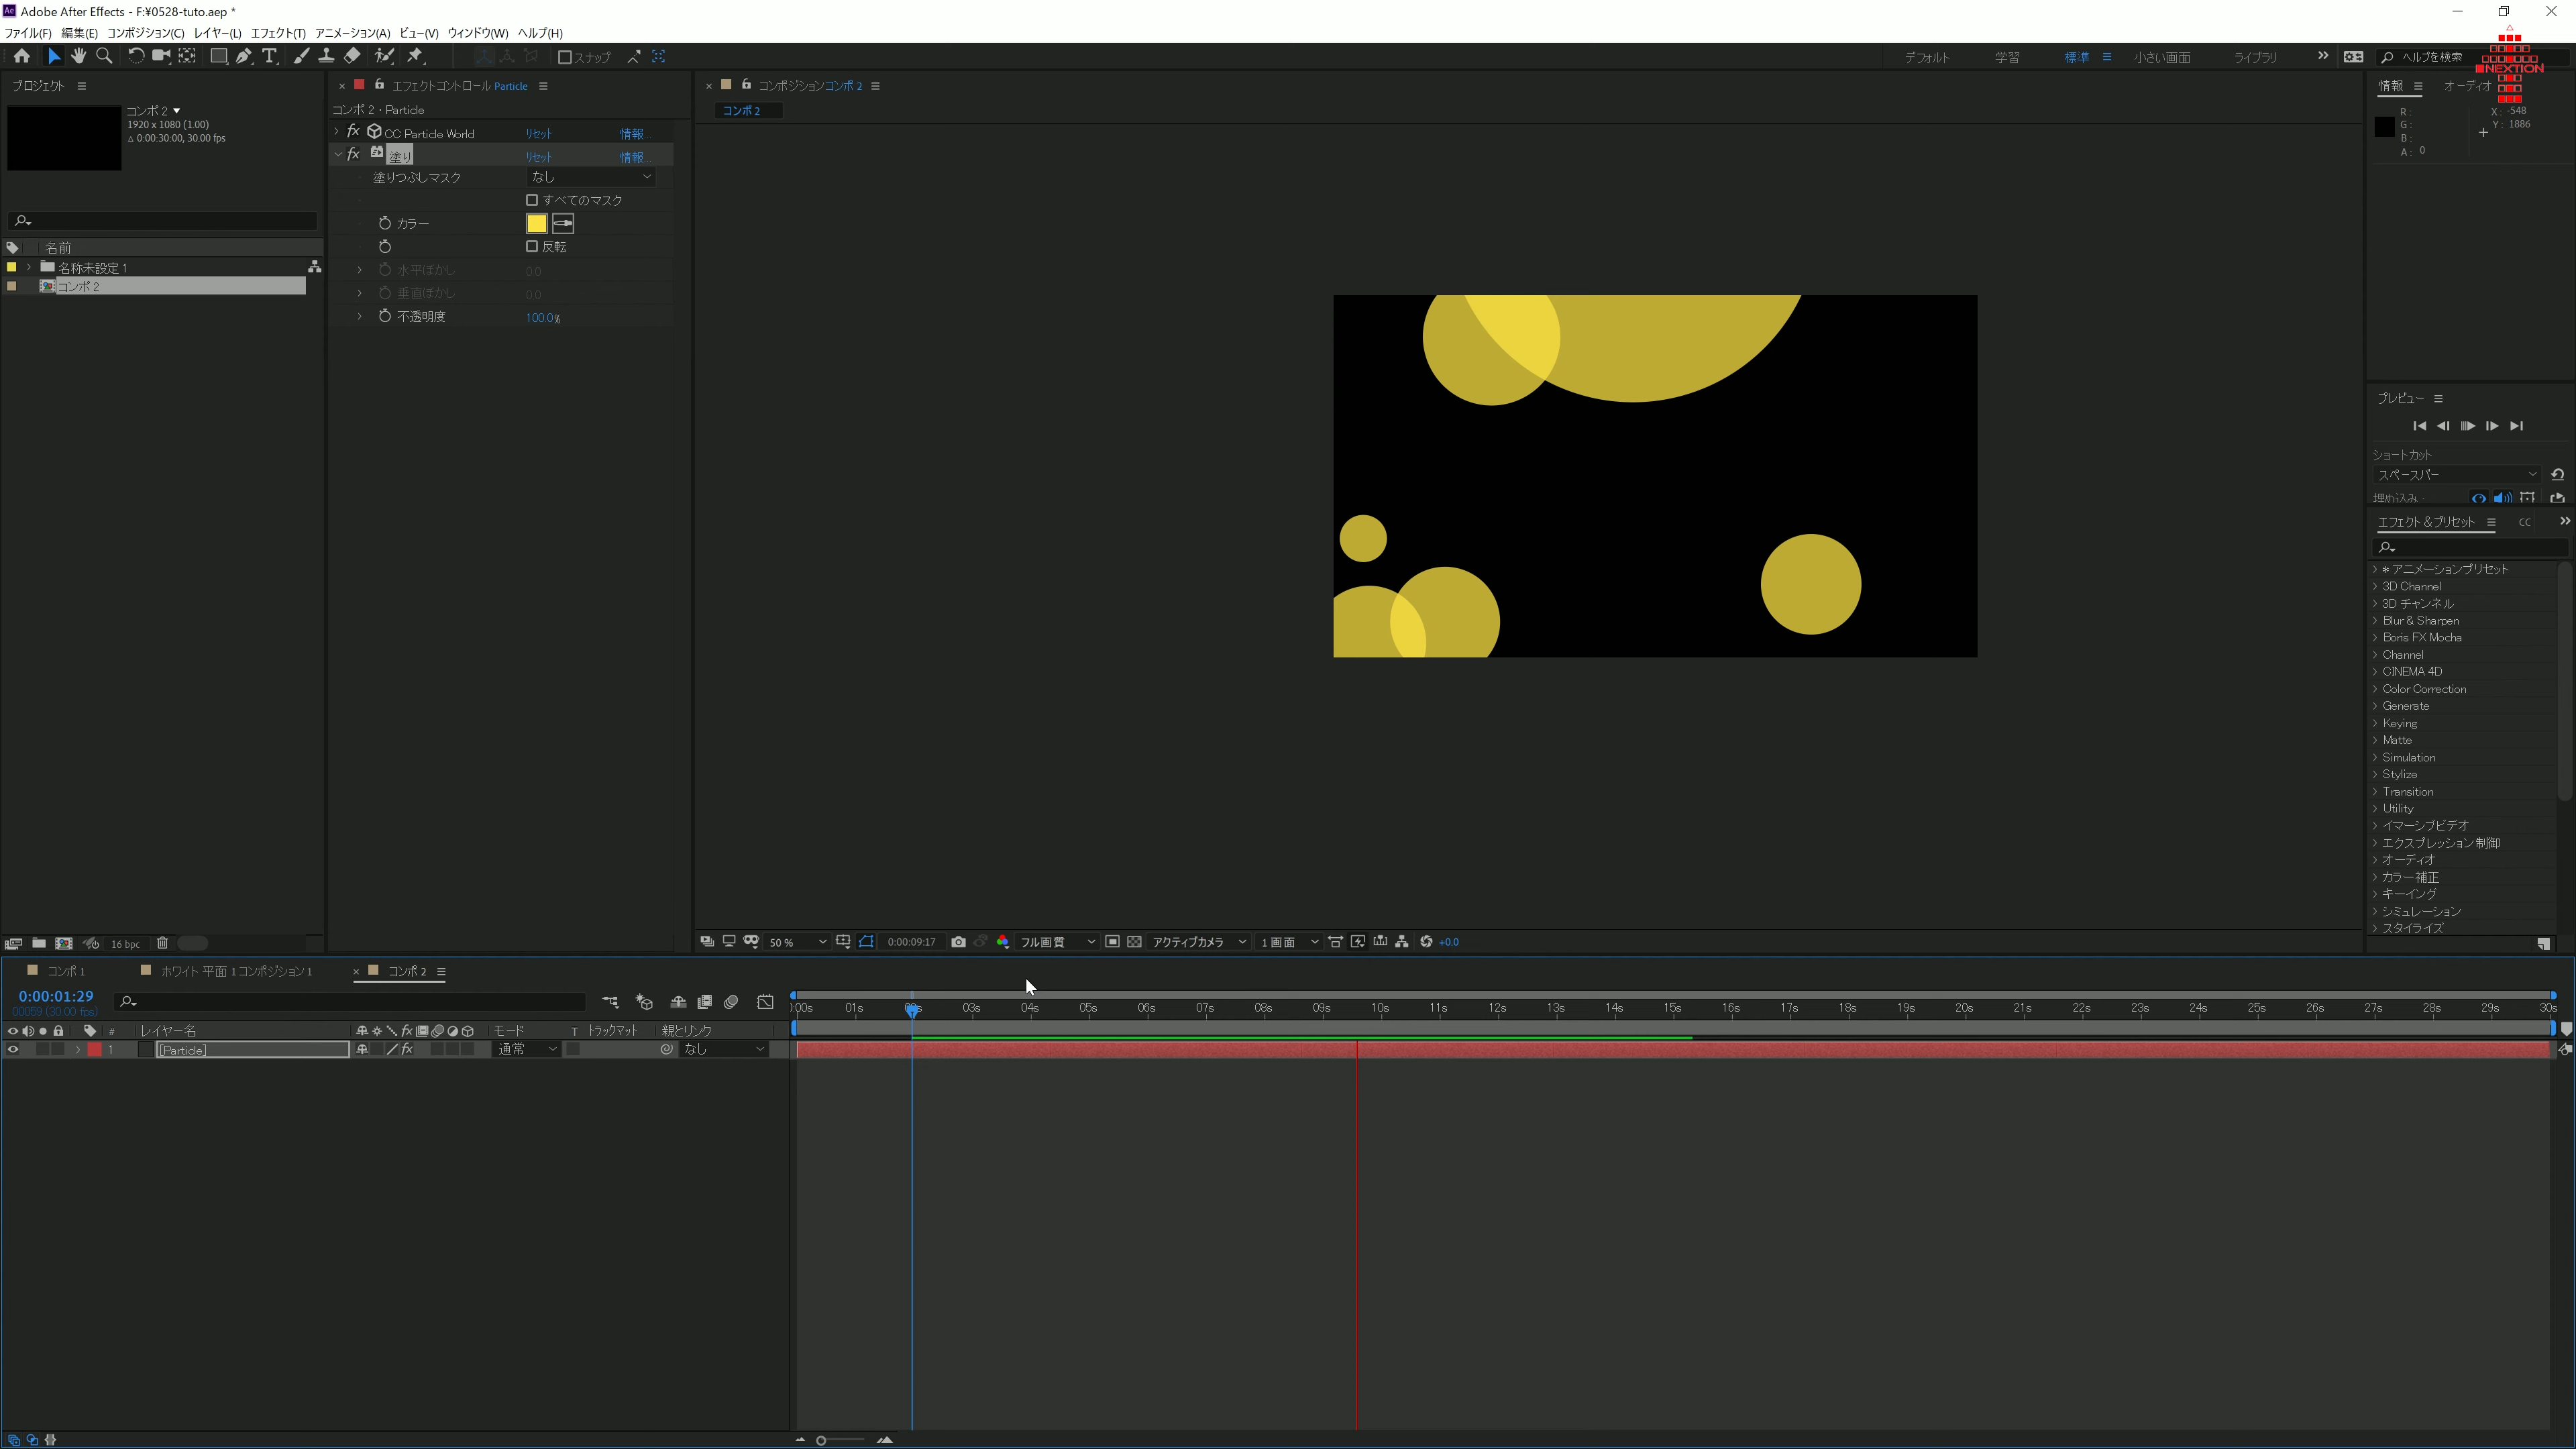 Adobe After Effects - F:¥0528-tuto.aep *
ファイル(F) 編集(E) コンポジション(C) レイヤー(L) エフェクト(T) アニメーション(A) ビュー(V) ウィンドウ(W) ヘルプ(H)
スナップ
デフォルト 学習 標準 小さい画面 ライブラリ
ヘルプを検索
NEXTION
プロジェクト
コンポ 2
1920 x 1080 (1.00)
△ 0:00:30:00, 30.00 fps
名前
名称未設定 1
コンポ 2
16 bpc
エフェクトコントロール Particle
コンポ 2・Particle
fx CC Particle World リセット 情報...
fx 塗り リセット 情報...
塗りつぶしマスク なし
すべてのマスク
カラー
反転
水平ぼかし 0.0
垂直ぼかし 0.0
不透明度 100.0%
コンポジション コンポ 2
コンポ 2
50 % 0:00:09:17 フル画質 アクティブカメラ 1 画面 +0.0
情報 オーディオ
R:
G:
B:
A: 0
X: -548
Y: 1886
プレビュー
ショートカット
スペースバー
埋め込み:
エフェクト＆プリセット CC
* アニメーションプリセット
3D Channel
3D チャンネル
Blur & Sharpen
Boris FX Mocha
Channel
CINEMA 4D
Color Correction
Generate
Keying
Matte
Simulation
Stylize
Transition
Utility
イマーシブビデオ
エクスプレッション制御
オーディオ
カラー補正
キーイング
シミュレーション
スタイライズ
コンポ 1 ホワイト 平面 1 コンポジション 1 コンポ 2
0:00:01:29
00059 (30.00 fps)
# レイヤー名 fx モード T トラックマット 親とリンク
1 [Particle] fx 通常 なし
:00s 01s 02s 03s 04s 05s 06s 07s 08s 09s 10s 11s 12s 13s 14s 15s 16s 17s 18s 19s 20s 21s 22s 23s 24s 25s 26s 27s 28s 29s 30s